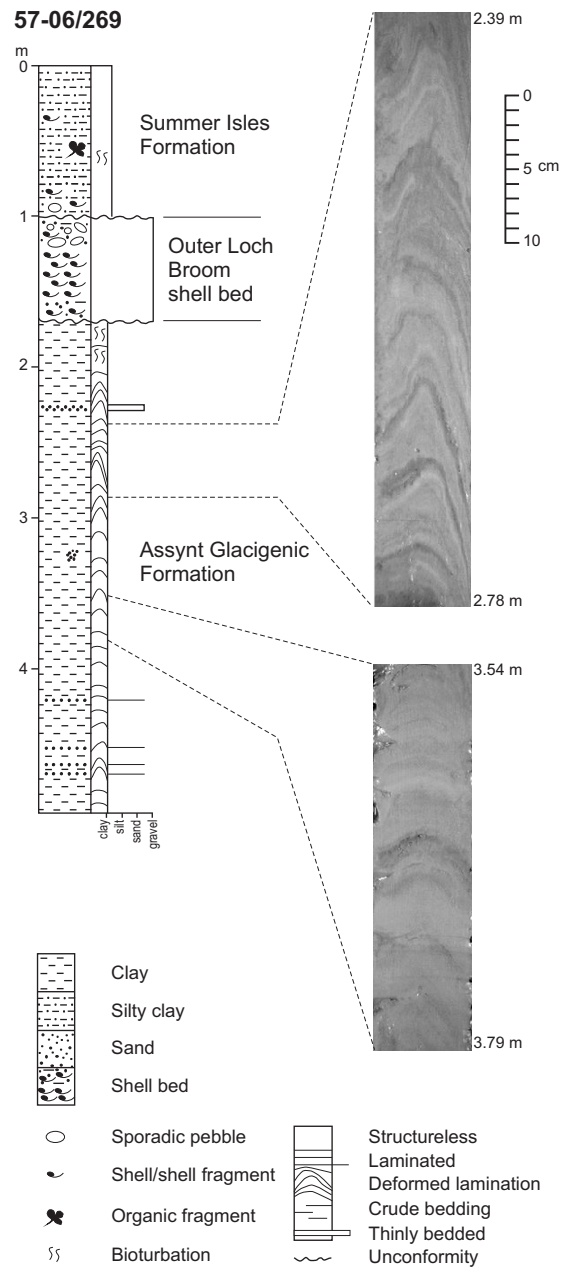 57-06/269
m
0
1
2
3
4
Summer Isles
Formation
Outer Loch
Broom
shell bed
Assynt Glacigenic
Formation
clay
silt
sand
gravel
2.39 m
0
5 cm
10
2.78 m
3.54 m
3.79 m
Clay
Silty clay
Sand
Shell bed
Sporadic pebble
Shell/shell fragment
Organic fragment
Bioturbation
Structureless
Laminated
Deformed lamination
Crude bedding
Thinly bedded
Unconformity